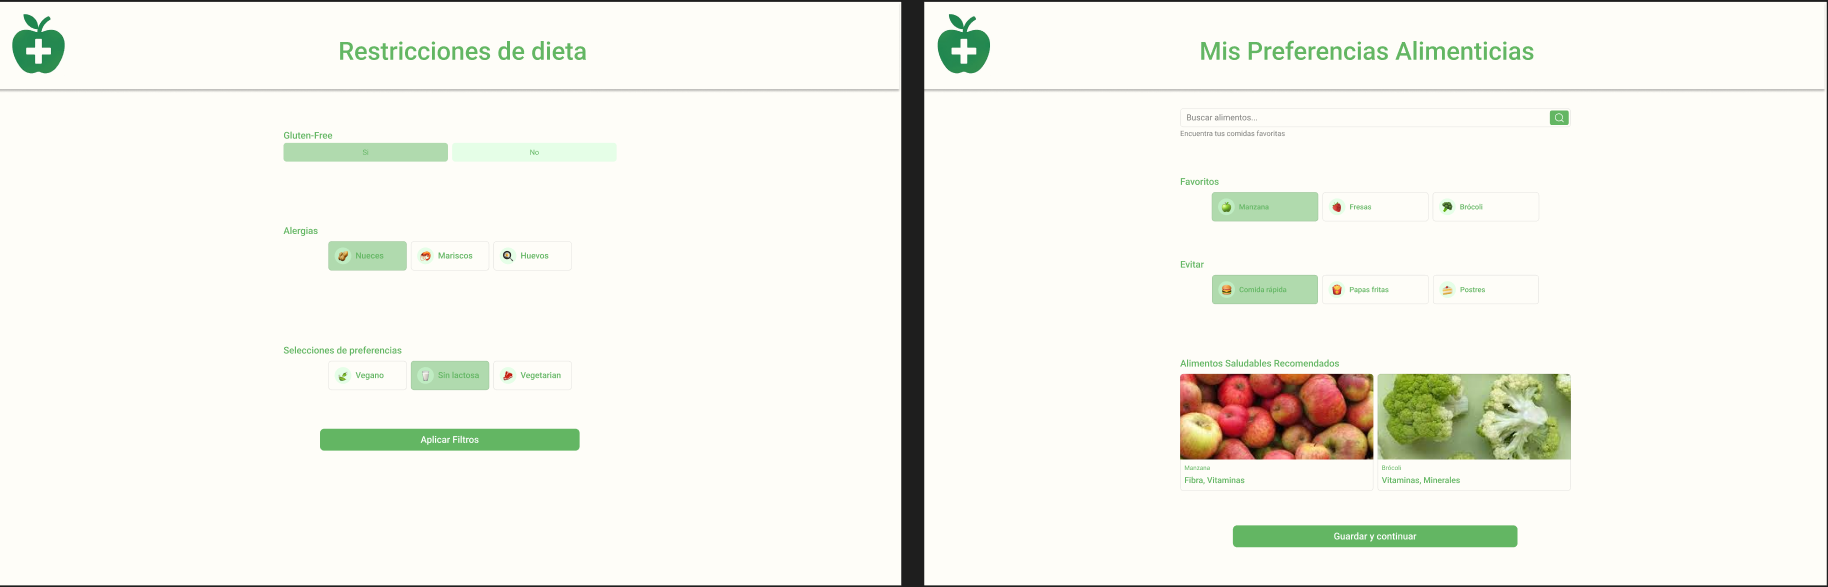 Restricciones de dieta
Gluten-Free
Si
No
Alergias
Nueces
Mariscos
Huevos
Selecciones de preferencias
Vegano
Sin lactosa
Vegetarian
Aplicar Filtros
Mis Preferencias Alimenticias
Buscar alimentos...
Encuentra tus comidas favoritas
Favoritos
Manzana
Fresas
Brócoli
Evitar
Comida rápida
Papas fritas
Postres
Alimentos Saludables Recomendados
Manzana
Fibra, Vitaminas
Brócoli
Vitaminas, Minerales
Guardar y continuar